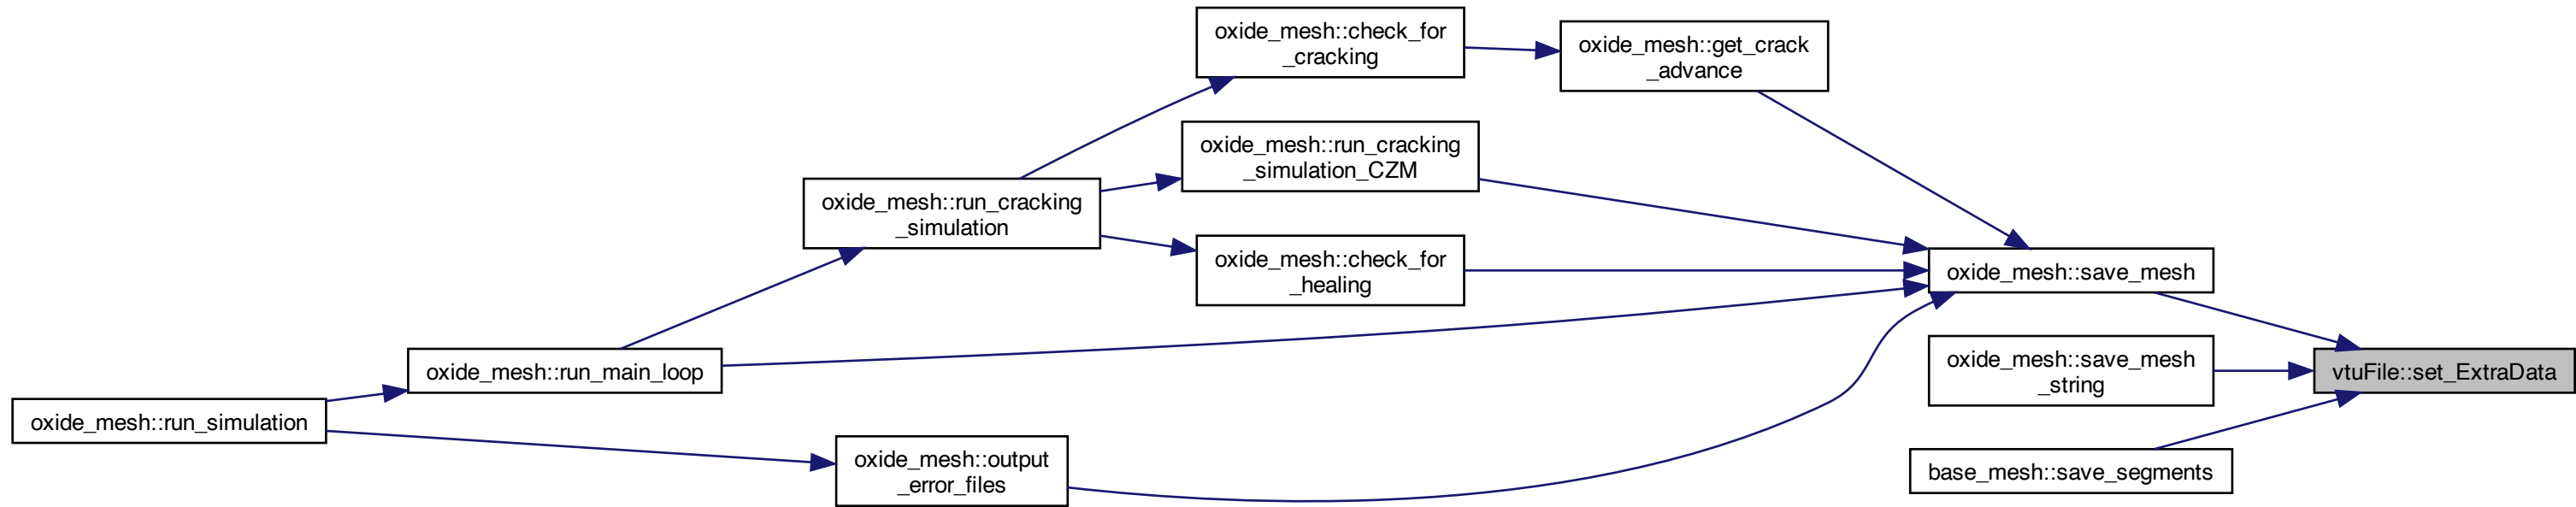 oxide_mesh::check_for
_cracking
oxide_mesh::get_crack
_advance
oxide_mesh::run_cracking
_simulation_CZM
oxide_mesh::run_cracking
_simulation
oxide_mesh::check_for
_healing
oxide_mesh::save_mesh
oxide_mesh::run_main_loop
oxide_mesh::save_mesh
_string
vtuFile::set_ExtraData
oxide_mesh::run_simulation
oxide_mesh::output
_error_files
base_mesh::save_segments